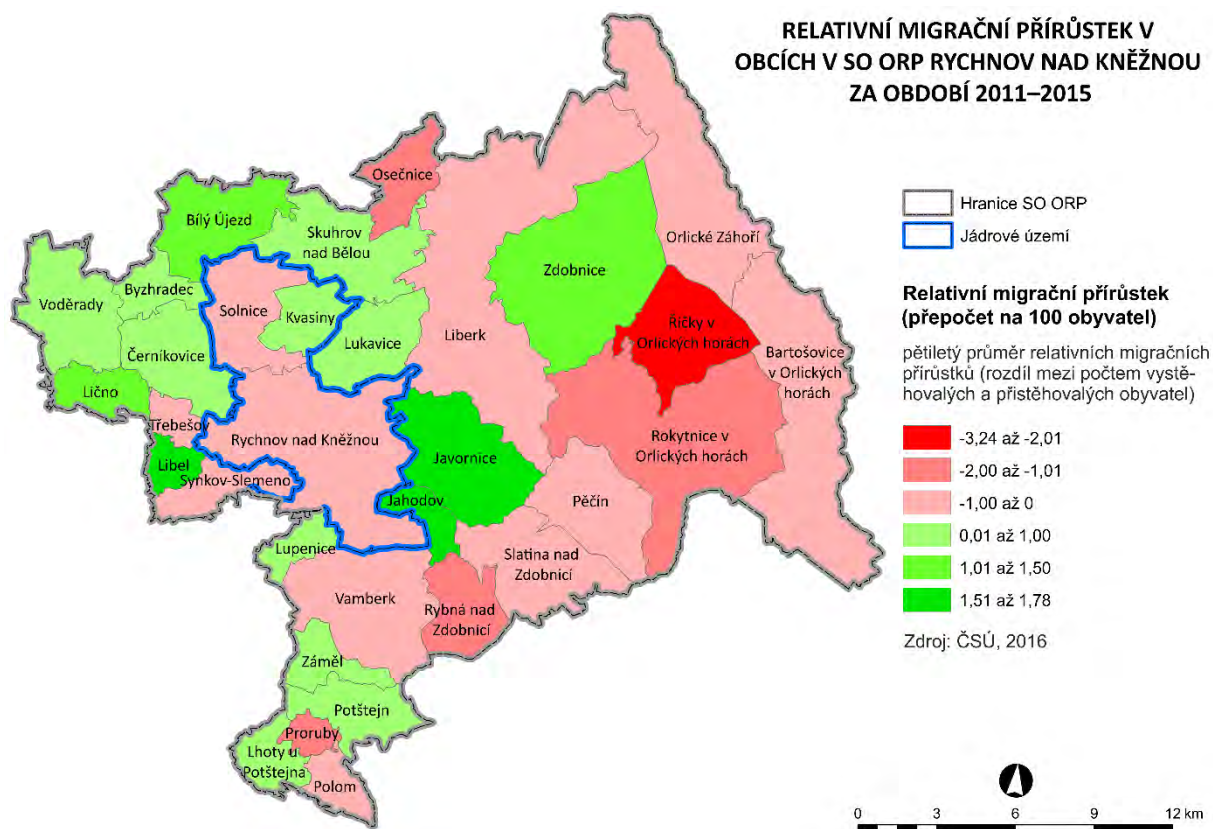 RELATIVNÍ MIGRAČNÍ PŘÍRŮSTEK V
OBCÍCH V SO ORP RYCHNOV NAD KNĚŽNOU
ZA OBDOBÍ 2011–2015
Osečnice
Bílý Újezd
Skuhrov
nad Bělou
Orlické Záhoří
Zdobnice
Byzhradec
Voděrady
Solnice
Kvasiny
Lukavice
Liberk
Říčky v
Orlických horách
Bartošovice
v Orlických
horách
Černíkovice
Lično
Třebešov
Rychnov nad Kněžnou
Rokytnice v
Orlických horách
Javornice
Libel
Synkov-Slemeno
Jahodov
Pěčín
Lupenice
Slatina nad
Zdobnicí
Vamberk
Rybná nad
Zdobnicí
Záměl
Potštejn
Proruby
Lhoty u
Potštejna
Polom
Hranice SO ORP
Jádrové území
Relativní migrační přírůstek
(přepočet na 100 obyvatel)
pětiletý průměr relativních migračních
přírůstků (rozdíl mezi počtem vystě-
hovalých a přistěhovalých obyvatel)
-3,24 až -2,01
-2,00 až -1,01
-1,00 až 0
0,01 až 1,00
1,01 až 1,50
1,51 až 1,78
Zdroj: ČSÚ, 2016
0 3 6 9 12 km